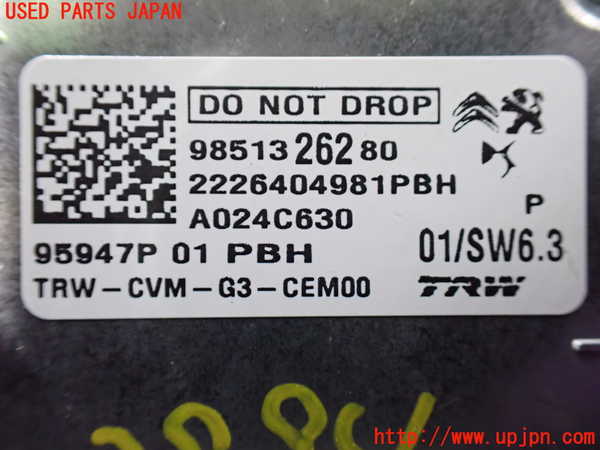 USED PARTS JAPAN
DO NOT DROP
98513 262 80
2226404981PBH
A024C630
P
95947P 01 PBH
01/SW6.3
TRW-CVM-G3-CEM00
TRW
http://www.upjpn.com/